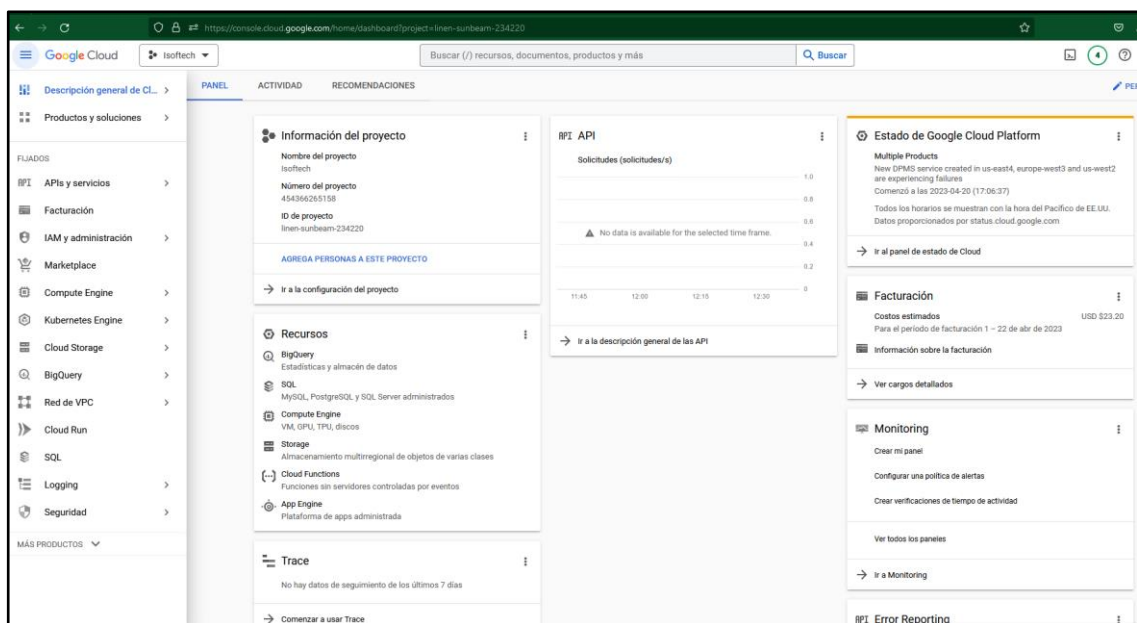 https://console.cloud.google.com/home/dashboard?project=linen-sunbeam-234220
Google Cloud
Isoftech
Buscar (/) recursos, documentos, productos y más
Buscar
4
Descripción general de Cl...
Productos y soluciones
FIJADOS
API APIs y servicios
Facturación
IAM y administración
Marketplace
Compute Engine
Kubernetes Engine
Cloud Storage
BigQuery
Red de VPC
Cloud Run
SQL
Logging
Seguridad
MÁS PRODUCTOS
PANEL
ACTIVIDAD
RECOMENDACIONES
PE
Información del proyecto
Nombre del proyecto
Isoftech
Número del proyecto
454366265158
ID de proyecto
linen-sunbeam-234220
AGREGA PERSONAS A ESTE PROYECTO
Ir a la configuración del proyecto
Recursos
BigQuery
Estadísticas y almacén de datos
SQL
MySQL, PostgreSQL y SQL Server administrados
Compute Engine
VM, GPU, TPU, discos
Storage
Almacenamiento multirregional de objetos de varias clases
Cloud Functions
Funciones sin servidores controladas por eventos
App Engine
Plataforma de apps administrada
Trace
No hay datos de seguimiento de los últimos 7 días
Comenzar a usar Trace
API API
Solicitudes (solicitudes/s)
1.0
0.8
0.6
No data is available for the selected time frame.
0.4
0.2
0
11:45
12:00
12:15
12:30
Ir a la descripción general de las API
Estado de Google Cloud Platform
Multiple Products
New DPMS service created in us-east4, europe-west3 and us-west2
are experiencing failures
Comenzó a las 2023-04-20 (17:06:37)
Todos los horarios se muestran con la hora del Pacífico de EE.UU.
Datos proporcionados por status.cloud.google.com
Ir al panel de estado de Cloud
Facturación
Costos estimados USD $23.20
Para el período de facturación 1 – 22 de abr de 2023
Información sobre la facturación
Ver cargos detallados
Monitoring
Crear mi panel
Configurar una política de alertas
Crear verificaciones de tiempo de actividad
Ver todos los paneles
Ir a Monitoring
API Error Reporting